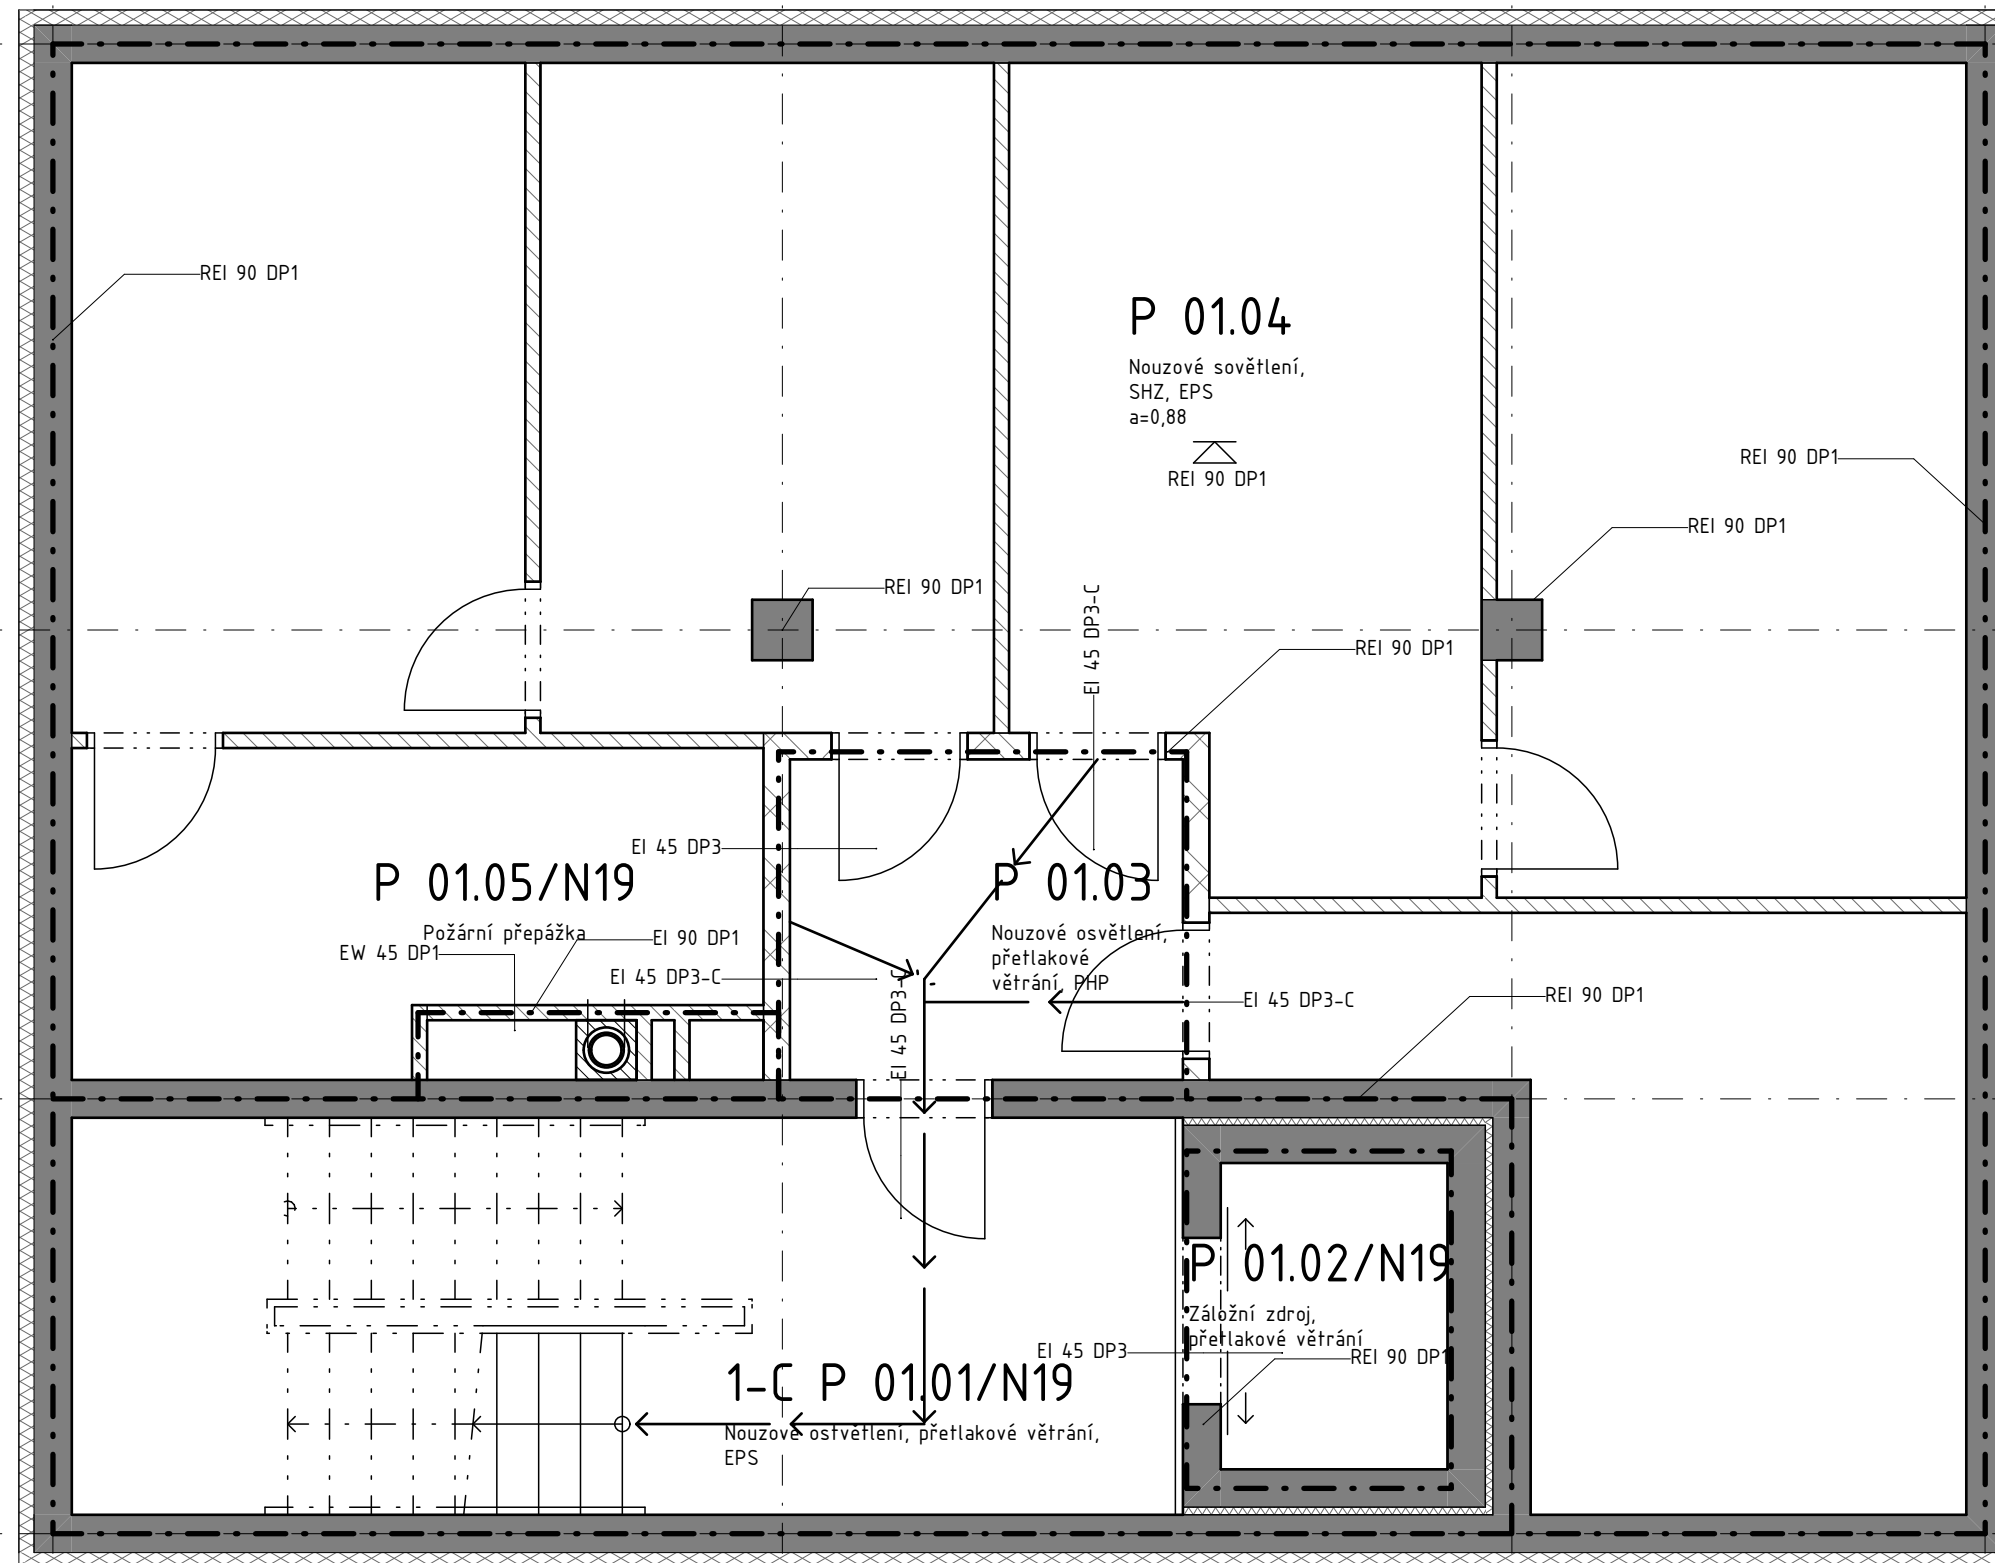 REI 90 DP1
P 01.04
Nouzové sovětlení,
SHZ, EPS
a=0,88
REI 90 DP1
REI 90 DP1
REI 90 DP1
REI 90 DP1
EI 45 DP3-C
REI 90 DP1
EI 45 DP3
P 01.05/N19
Požární přepážka
EW 45 DP1
EI 90 DP1
EI 45 DP3-C
P 01.03
Nouzové osvětlení,
přetlakové
větrání, PHP
EI 45 DP3-C
EI 45 DP3-C
REI 90 DP1
P 01.02/N19
Záložní zdroj,
přetlakové větrání
EI 45 DP3
REI 90 DP1
1-C P 01.01/N19
Nouzové ostvětlení, přetlakové větrání,
EPS